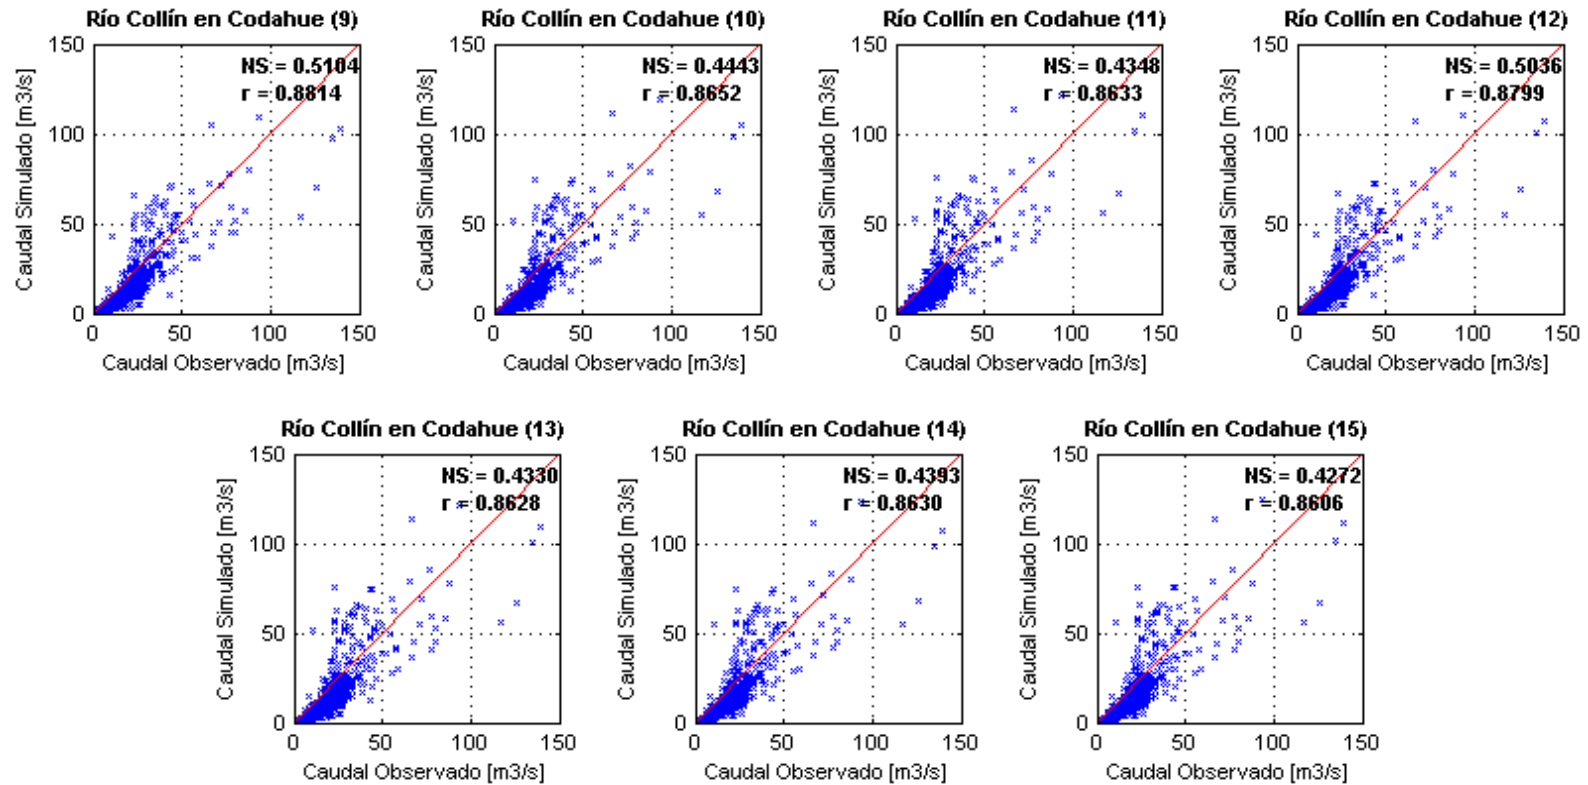 Río Collín en Codahue (9)
150
100
50
0
0
50
100
150
NS = 0.5104
r = 0.8814
Caudal Simulado [m3/s]
Caudal Observado [m3/s]
Río Collín en Codahue (10)
150
100
50
0
0
50
100
150
NS = 0.4443
r = 0.8652
Caudal Simulado [m3/s]
Caudal Observado [m3/s]
Río Collín en Codahue (11)
150
100
50
0
0
50
100
150
NS = 0.4348
r = 0.8633
Caudal Simulado [m3/s]
Caudal Observado [m3/s]
Río Collín en Codahue (12)
150
100
50
0
0
50
100
150
NS = 0.5036
r = 0.8799
Caudal Simulado [m3/s]
Caudal Observado [m3/s]
Río Collín en Codahue (13)
150
100
50
0
0
50
100
150
NS = 0.4330
r = 0.8628
Caudal Simulado [m3/s]
Caudal Observado [m3/s]
Río Collín en Codahue (14)
150
100
50
0
0
50
100
150
NS = 0.4393
r = 0.8630
Caudal Simulado [m3/s]
Caudal Observado [m3/s]
Río Collín en Codahue (15)
150
100
50
0
0
50
100
150
NS = 0.4272
r = 0.8606
Caudal Simulado [m3/s]
Caudal Observado [m3/s]